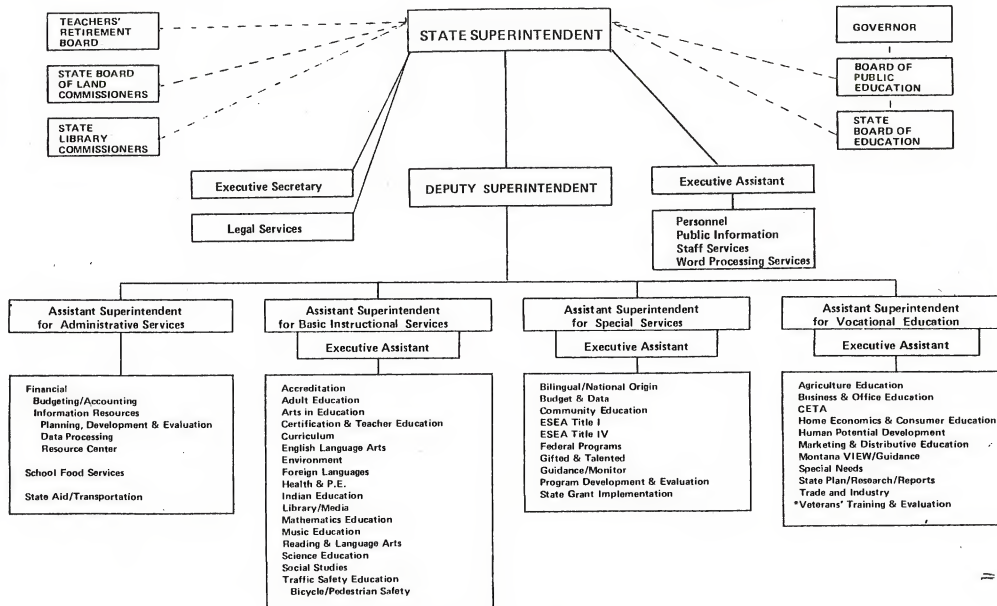 TEACHERS'
RETIREMENT
BOARD
STATE SUPERINTENDENT
GOVERNOR
STATE BOARD
OF LAND
COMMISSIONERS
BOARD OF
PUBLIC
EDUCATION
STATE
LIBRARY
COMMISSIONERS
STATE
BOARD OF
EDUCATION
Executive Secretary
Legal Services
DEPUTY SUPERINTENDENT
Executive Assistant
Personnel
Public Information
Staff Services
Word Processing Services
Assistant Superintendent
for Administrative Services
Financial
Budgeting/Accounting
Information Resources
Planning, Development & Evaluation
Data Processing
Resource Center
School Food Services
State Aid/Transportation
Assistant Superintendent
for Basic Instructional Services
Executive Assistant
Accreditation
Adult Education
Arts in Education
Certification & Teacher Education
Curriculum
English Language Arts
Environment
Foreign Languages
Health & P.E.
Indian Education
Library/Media
Mathematics Education
Music Education
Reading & Language Arts
Science Education
Social Studies
Traffic Safety Education
Bicycle/Pedestrian Safety
Assistant Superintendent
for Special Services
Executive Assistant
Bilingual/National Origin
Budget & Data
Community Education
ESEA Title I
ESEA Title IV
Federal Programs
Gifted & Talented
Guidance/Monitor
Program Development & Evaluation
State Grant Implementation
Assistant Superintendent
for Vocational Education
Executive Assistant
Agriculture Education
Business & Office Education
CETA
Home Economics & Consumer Education
Human Potential Development
Marketing & Distributive Education
Montana VIEW/Guidance
Special Needs
State Plan/Research/Reports
Trade and Industry
*Veterans' Training & Evaluation